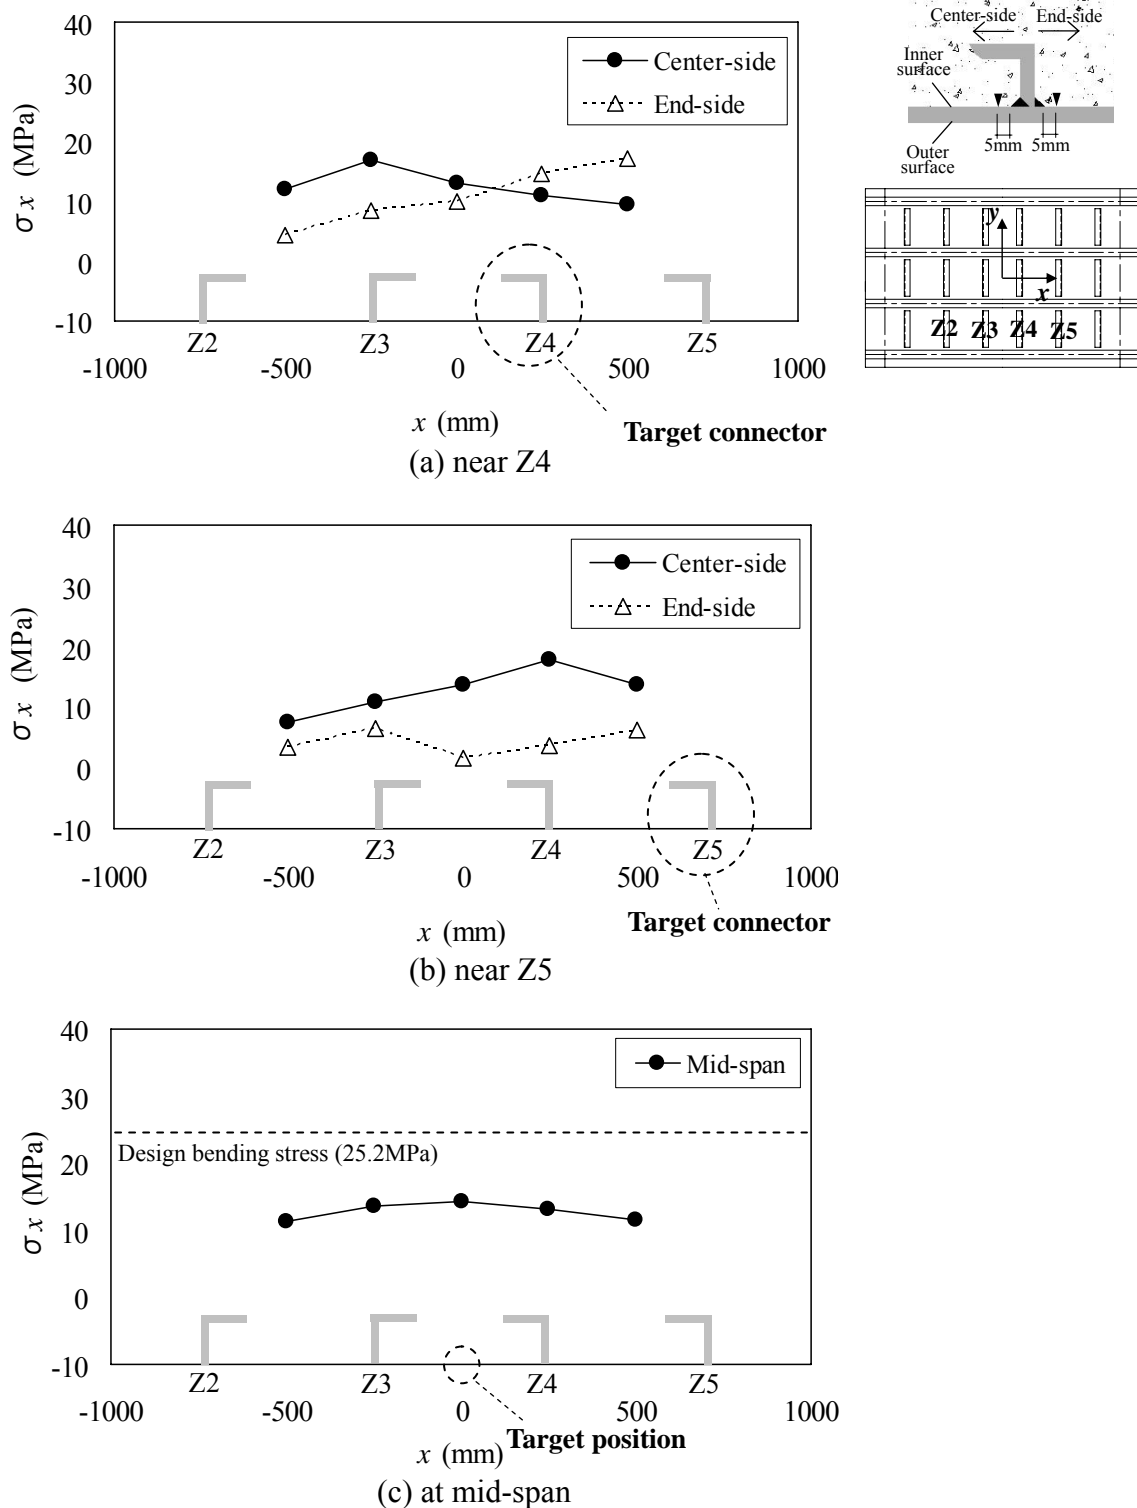 40
30
20
10
0
-10
σx (MPa)
Center-side
End-side
Z2 Z3 Z4 Z5
-1000 -500 0 500 1000
x (mm)
Target connector
(a) near Z4
Center-side End-side
Inner surface
Outer surface
5mm 5mm
y
x
Z2 Z3 Z4 Z5
40
30
20
10
0
-10
σx (MPa)
Center-side
End-side
Z2 Z3 Z4 Z5
-1000 -500 0 500 1000
x (mm)
Target connector
(b) near Z5
40
30
20
10
0
-10
σx (MPa)
Mid-span
Design bending stress (25.2MPa)
Z2 Z3 Z4 Z5
-1000 -500 0 500 1000
x (mm)
Target position
(c) at mid-span